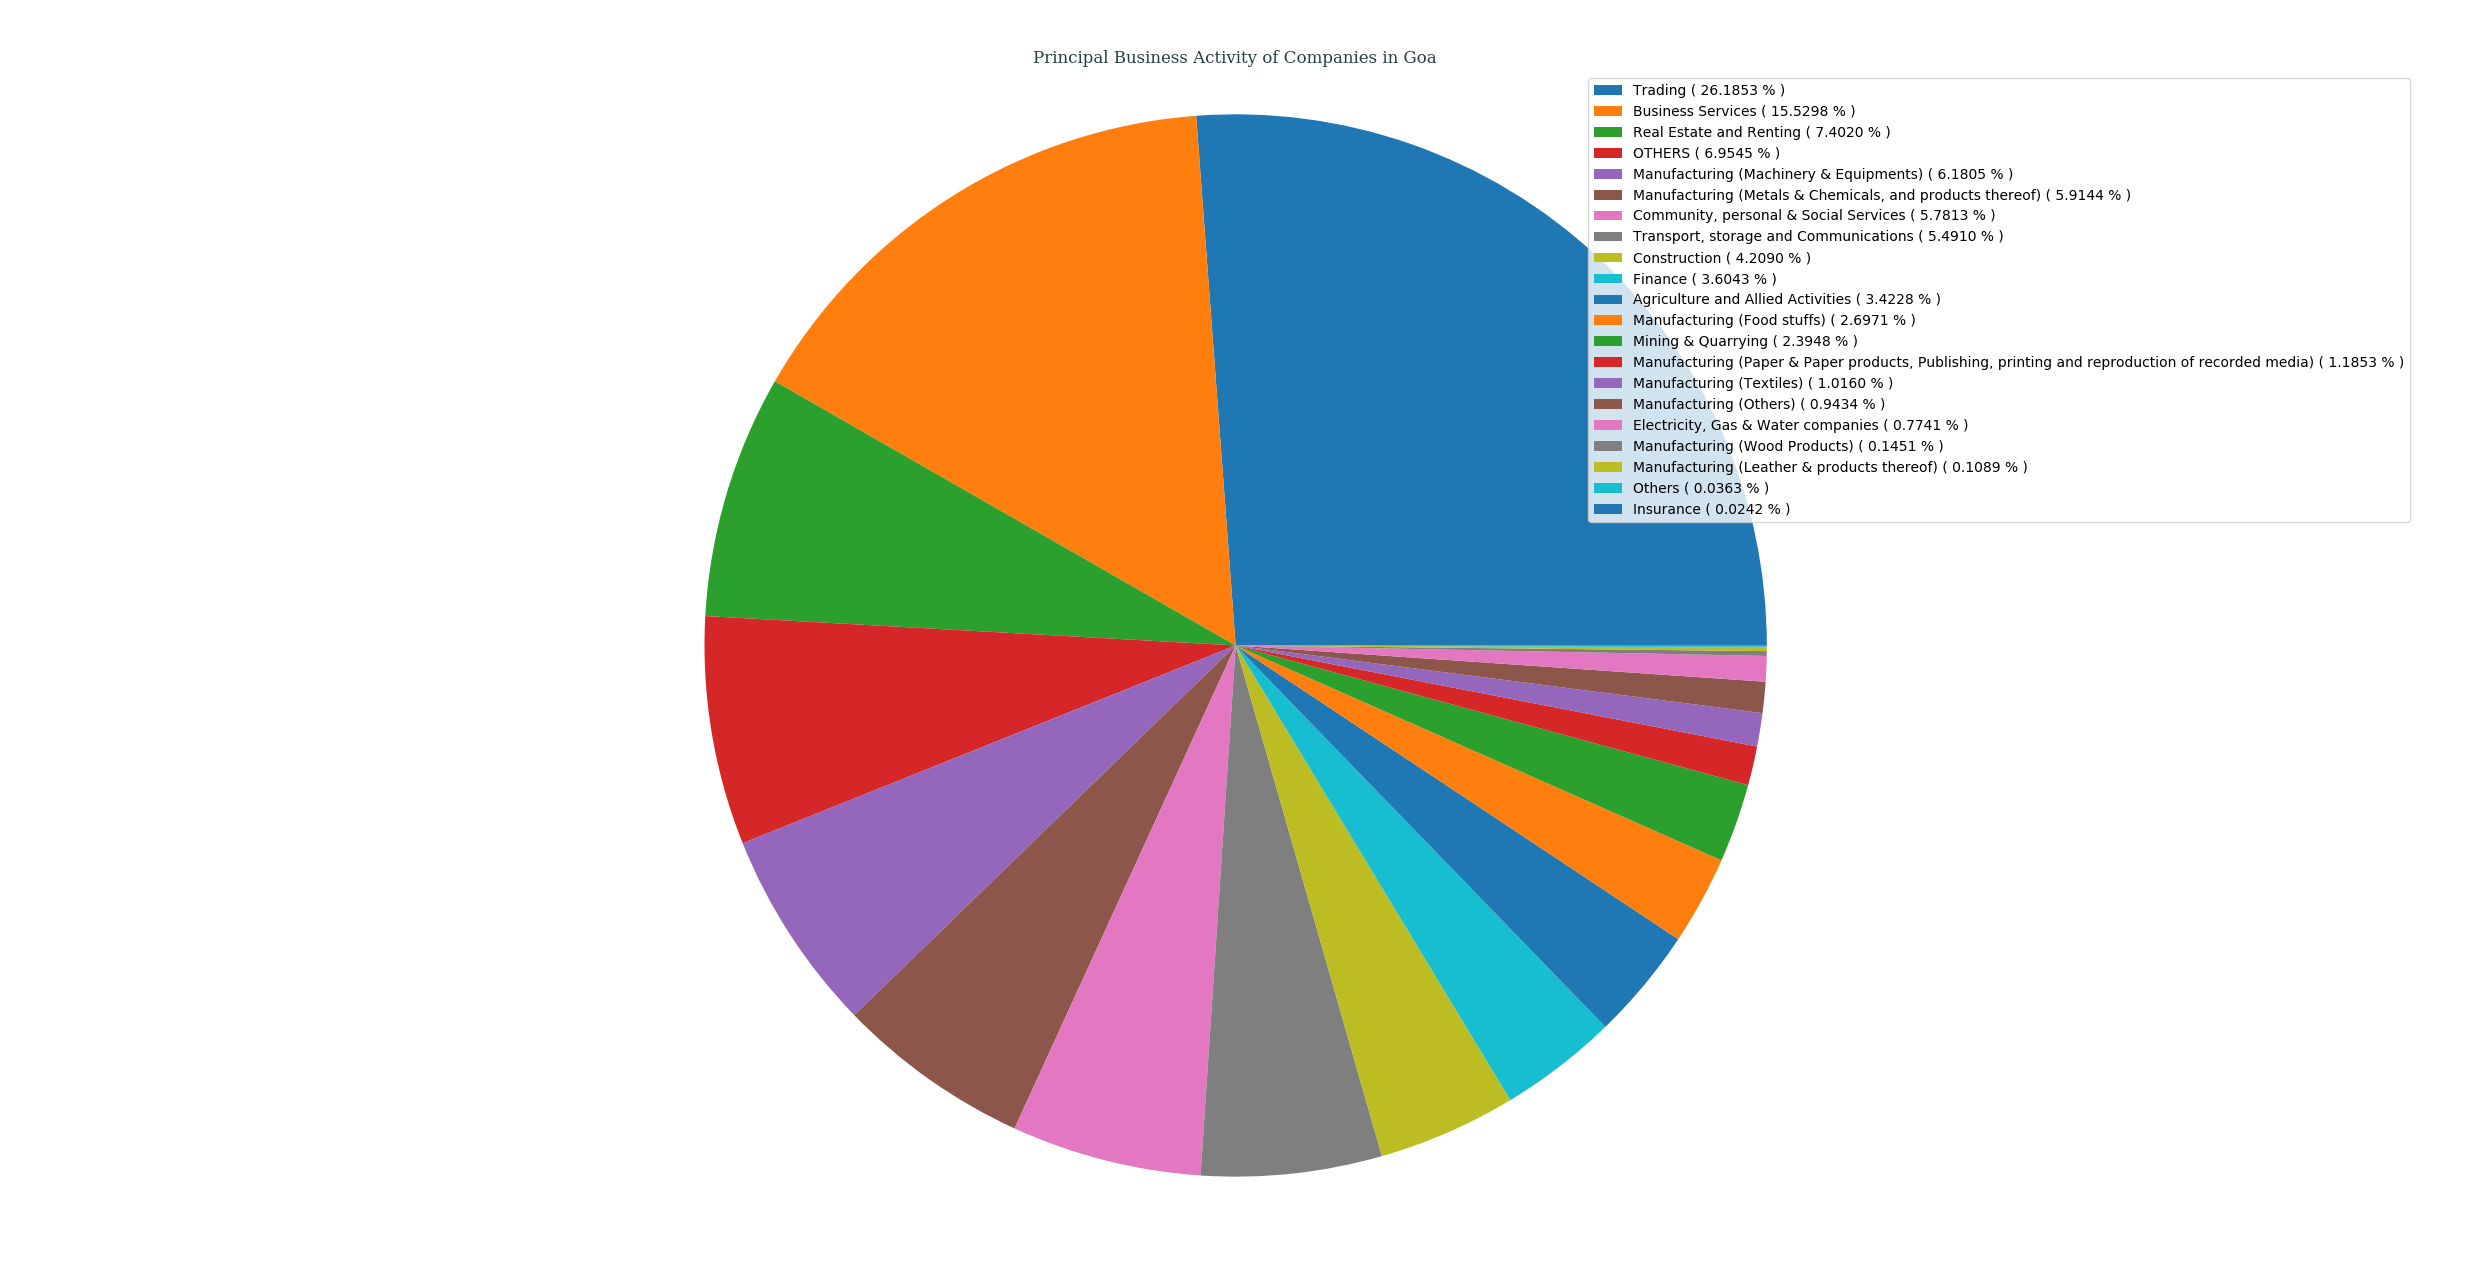 Principal Business Activity of Companies in Goa
Trading ( 26.1853 % )
Business Services ( 15.5298 % )
Real Estate and Renting ( 7.4020 % )
OTHERS ( 6.9545 % )
Manufacturing (Machinery & Equipments) ( 6.1805 % )
Manufacturing (Metals & Chemicals, and products thereof) ( 5.9144 % )
Community, personal & Social Services ( 5.7813 % )
Transport, storage and Communications ( 5.4910 % )
Construction ( 4.2090 % )
Finance ( 3.6043 % )
Agriculture and Allied Activities ( 3.4228 % )
Manufacturing (Food stuffs) ( 2.6971 % )
Mining & Quarrying ( 2.3948 % )
Manufacturing (Paper & Paper products, Publishing, printing and reproduction of recorded media) ( 1.1853 % )
Manufacturing (Textiles) ( 1.0160 % )
Manufacturing (Others) ( 0.9434 % )
Electricity, Gas & Water companies ( 0.7741 % )
Manufacturing (Wood Products) ( 0.1451 % )
Manufacturing (Leather & products thereof) ( 0.1089 % )
Others ( 0.0363 % )
Insurance ( 0.0242 % )